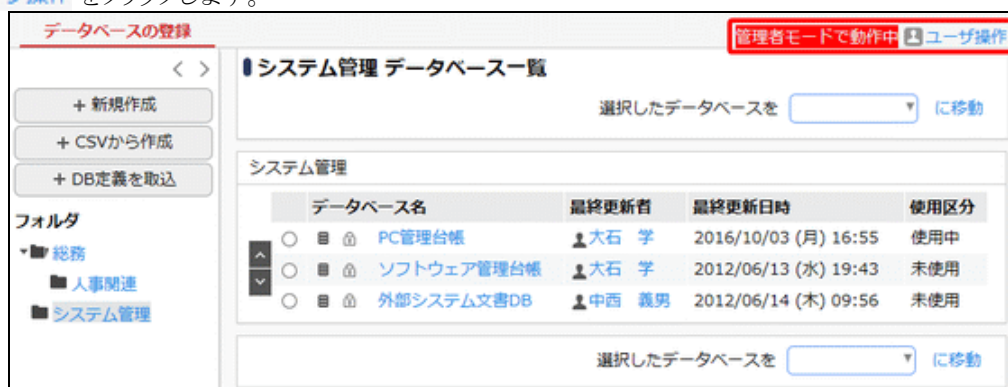 操作 をクリックします。
データベースの登録
管理者モードで動作中 ユーザ操作
< >
システム管理 データベース一覧
+ 新規作成
選択したデータベースを に移動
+ CSVから作成
+ DB定義を取込
システム管理
データベース名 最終更新者 最終更新日時 使用区分
フォルダ
PC管理台帳 大石 学 2016/10/03 (月) 16:55 使用中
総務
ソフトウェア管理台帳 大石 学 2012/06/13 (水) 19:43 未使用
人事関連
外部システム文書DB 中西 義男 2012/06/14 (木) 09:56 未使用
システム管理
選択したデータベースを に移動